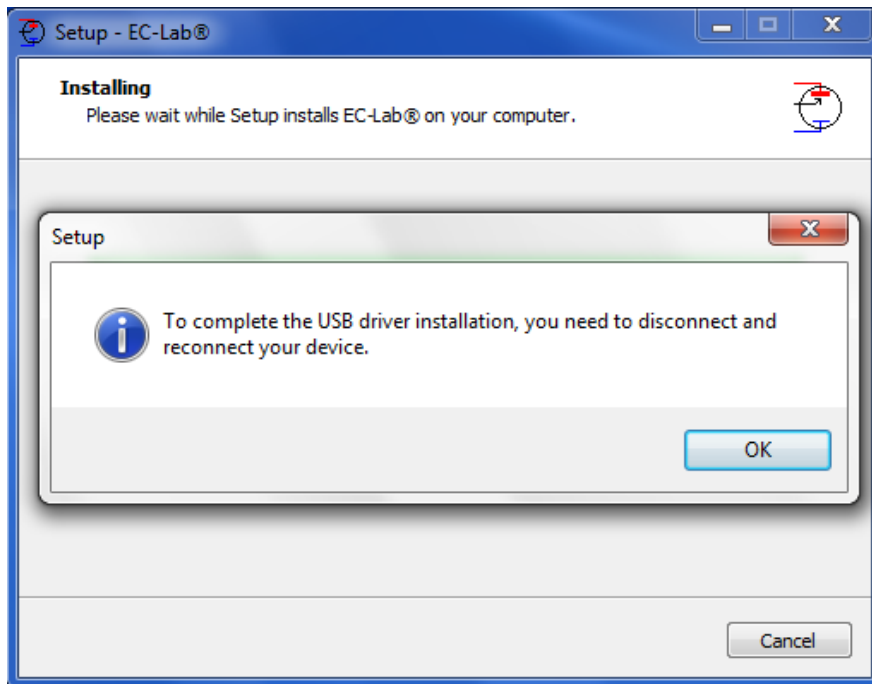 Setup - EC-Lab®
Installing
Please wait while Setup installs EC-Lab® on your computer.
Setup
To complete the USB driver installation, you need to disconnect and
reconnect your device.
OK
Cancel